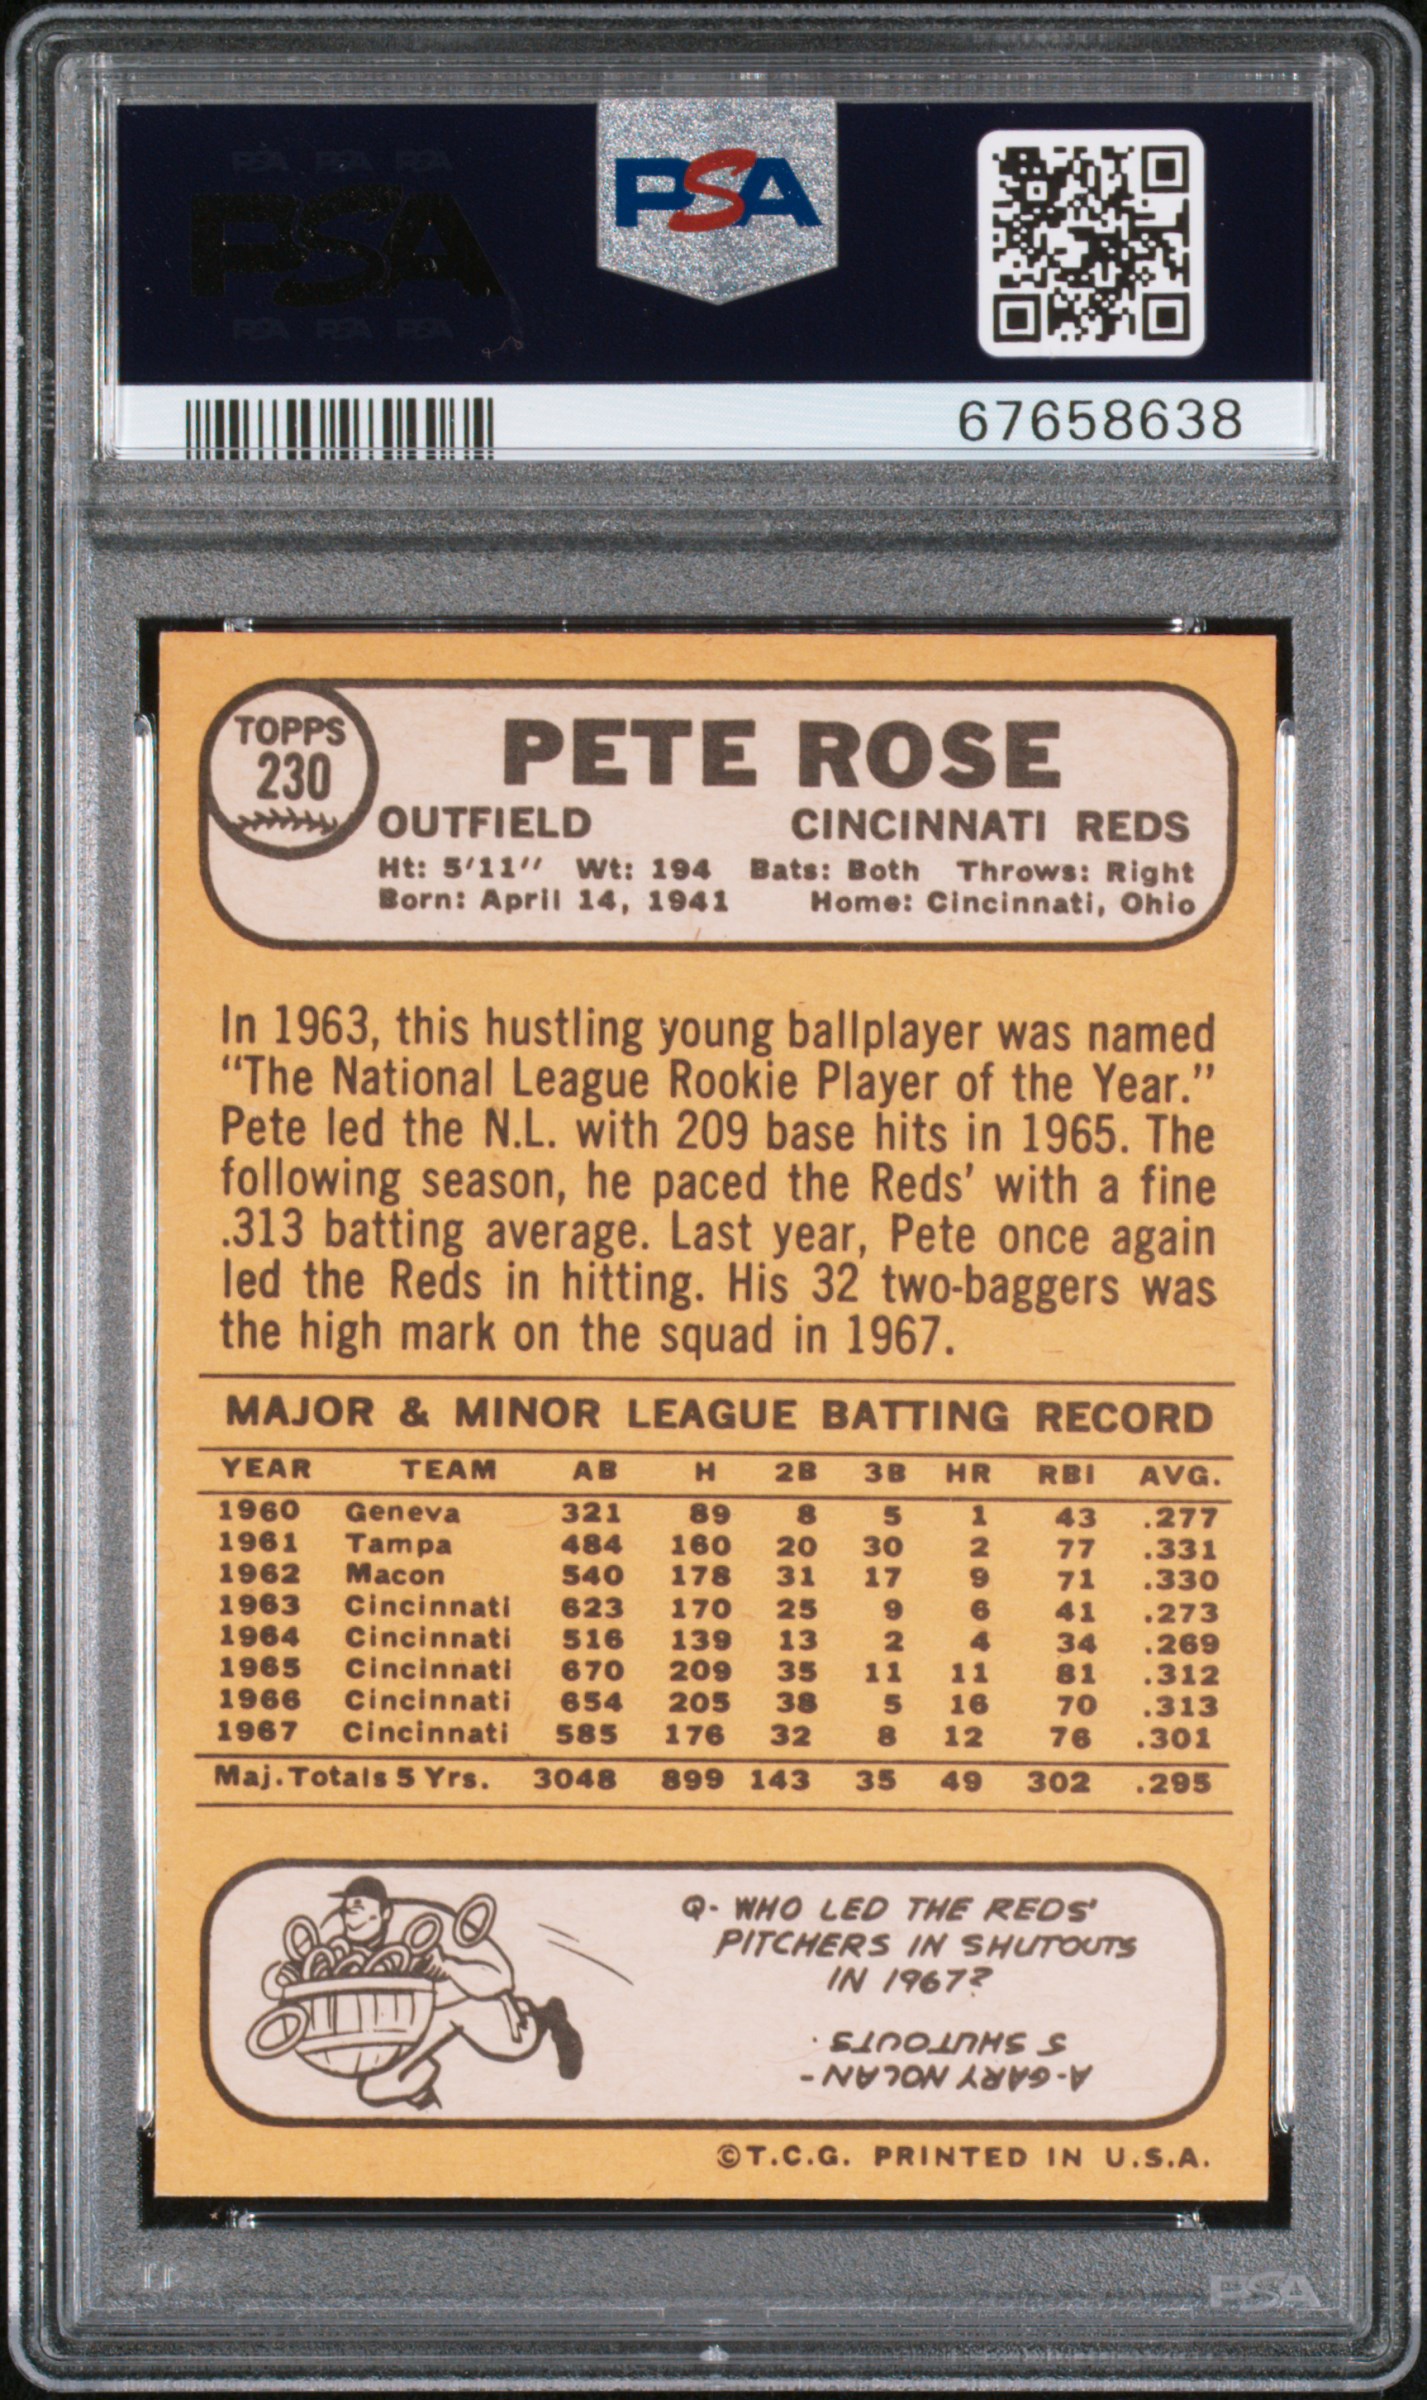 PSA PSA PSA
PSA
PSA PSA PSA
PSA
67658638
TOPPS
230
PETE ROSE
OUTFIELD CINCINNATI REDS
Ht: 5'11" Wt: 194 Bats: Both Throws: Right
Born: April 14, 1941 Home: Cincinnati, Ohio
In 1963, this hustling young ballplayer was named
“The National League Rookie Player of the Year.”
Pete led the N.L. with 209 base hits in 1965. The
following season, he paced the Reds’ with a fine
.313 batting average. Last year, Pete once again
led the Reds in hitting. His 32 two-baggers was
the high mark on the squad in 1967.
MAJOR & MINOR LEAGUE BATTING RECORD
YEAR TEAM AB H 2B 3B HR RBI AVG.
1960 Geneva 321 89 8 5 1 43 .277
1961 Tampa 484 160 20 30 2 77 .331
1962 Macon 540 178 31 17 9 71 .330
1963 Cincinnati 623 170 25 9 6 41 .273
1964 Cincinnati 516 139 13 2 4 34 .269
1965 Cincinnati 670 209 35 11 11 81 .312
1966 Cincinnati 654 205 38 5 16 70 .313
1967 Cincinnati 585 176 32 8 12 76 .301
Maj. Totals 5 Yrs. 3048 899 143 35 49 302 .295
Q- WHO LED THE REDS'
PITCHERS IN SHUTOUTS
IN 1967?
A- GARY NOLAN -
5 SHUTOUTS.
©T.C.G. PRINTED IN U.S.A.
PSA